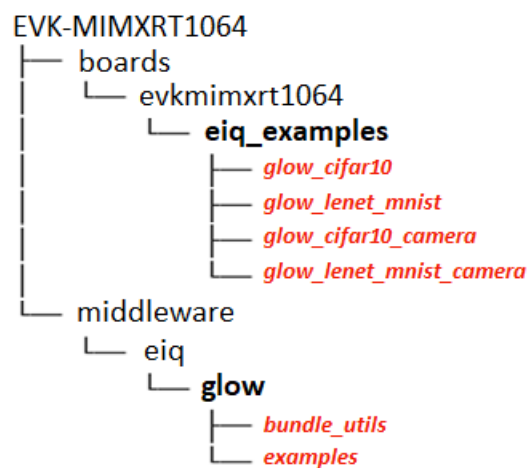 EVK-MIMXRT1064
boards
evkmimxrt1064
eiq_examples
glow_cifar10
glow_lenet_mnist
glow_cifar10_camera
glow_lenet_mnist_camera
middleware
eiq
glow
bundle_utils
examples